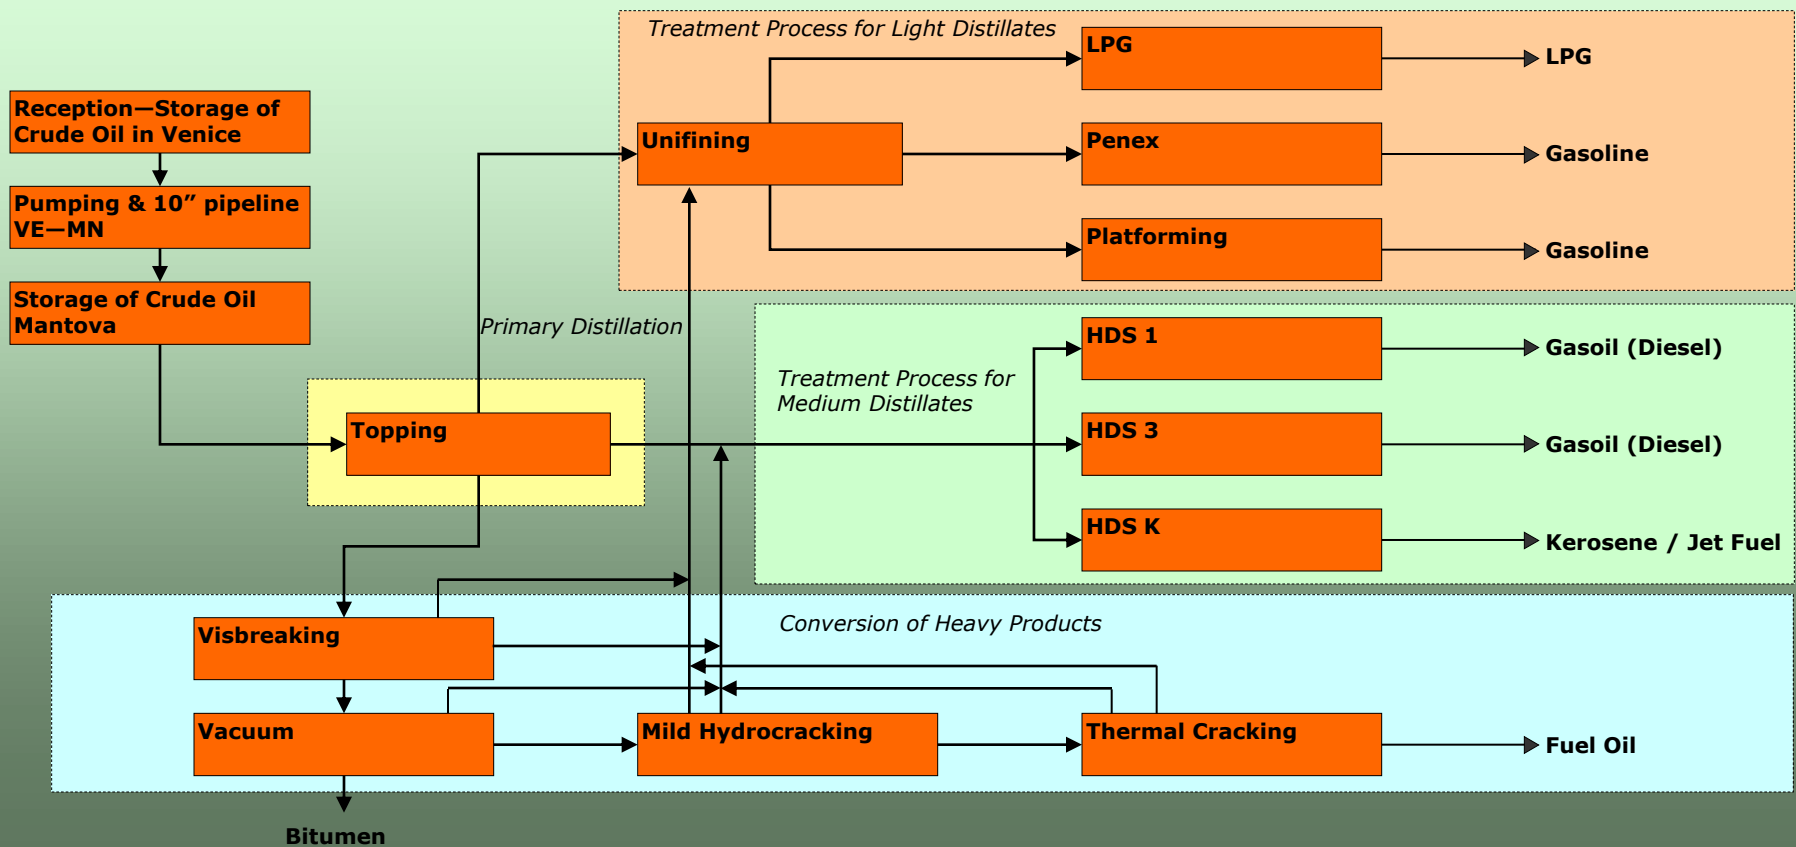 Treatment Process for Light Distillates
LPG
LPG
Reception—Storage of
Crude Oil in Venice
Unifining
Penex
Gasoline
Pumping & 10” pipeline
VE—MN
Platforming
Gasoline
Storage of Crude Oil
Mantova
Primary Distillation
HDS 1
Gasoil (Diesel)
Treatment Process for
Medium Distillates
Topping
HDS 3
Gasoil (Diesel)
HDS K
Kerosene / Jet Fuel
Conversion of Heavy Products
Visbreaking
Vacuum
Mild Hydrocracking
Thermal Cracking
Fuel Oil
Bitumen